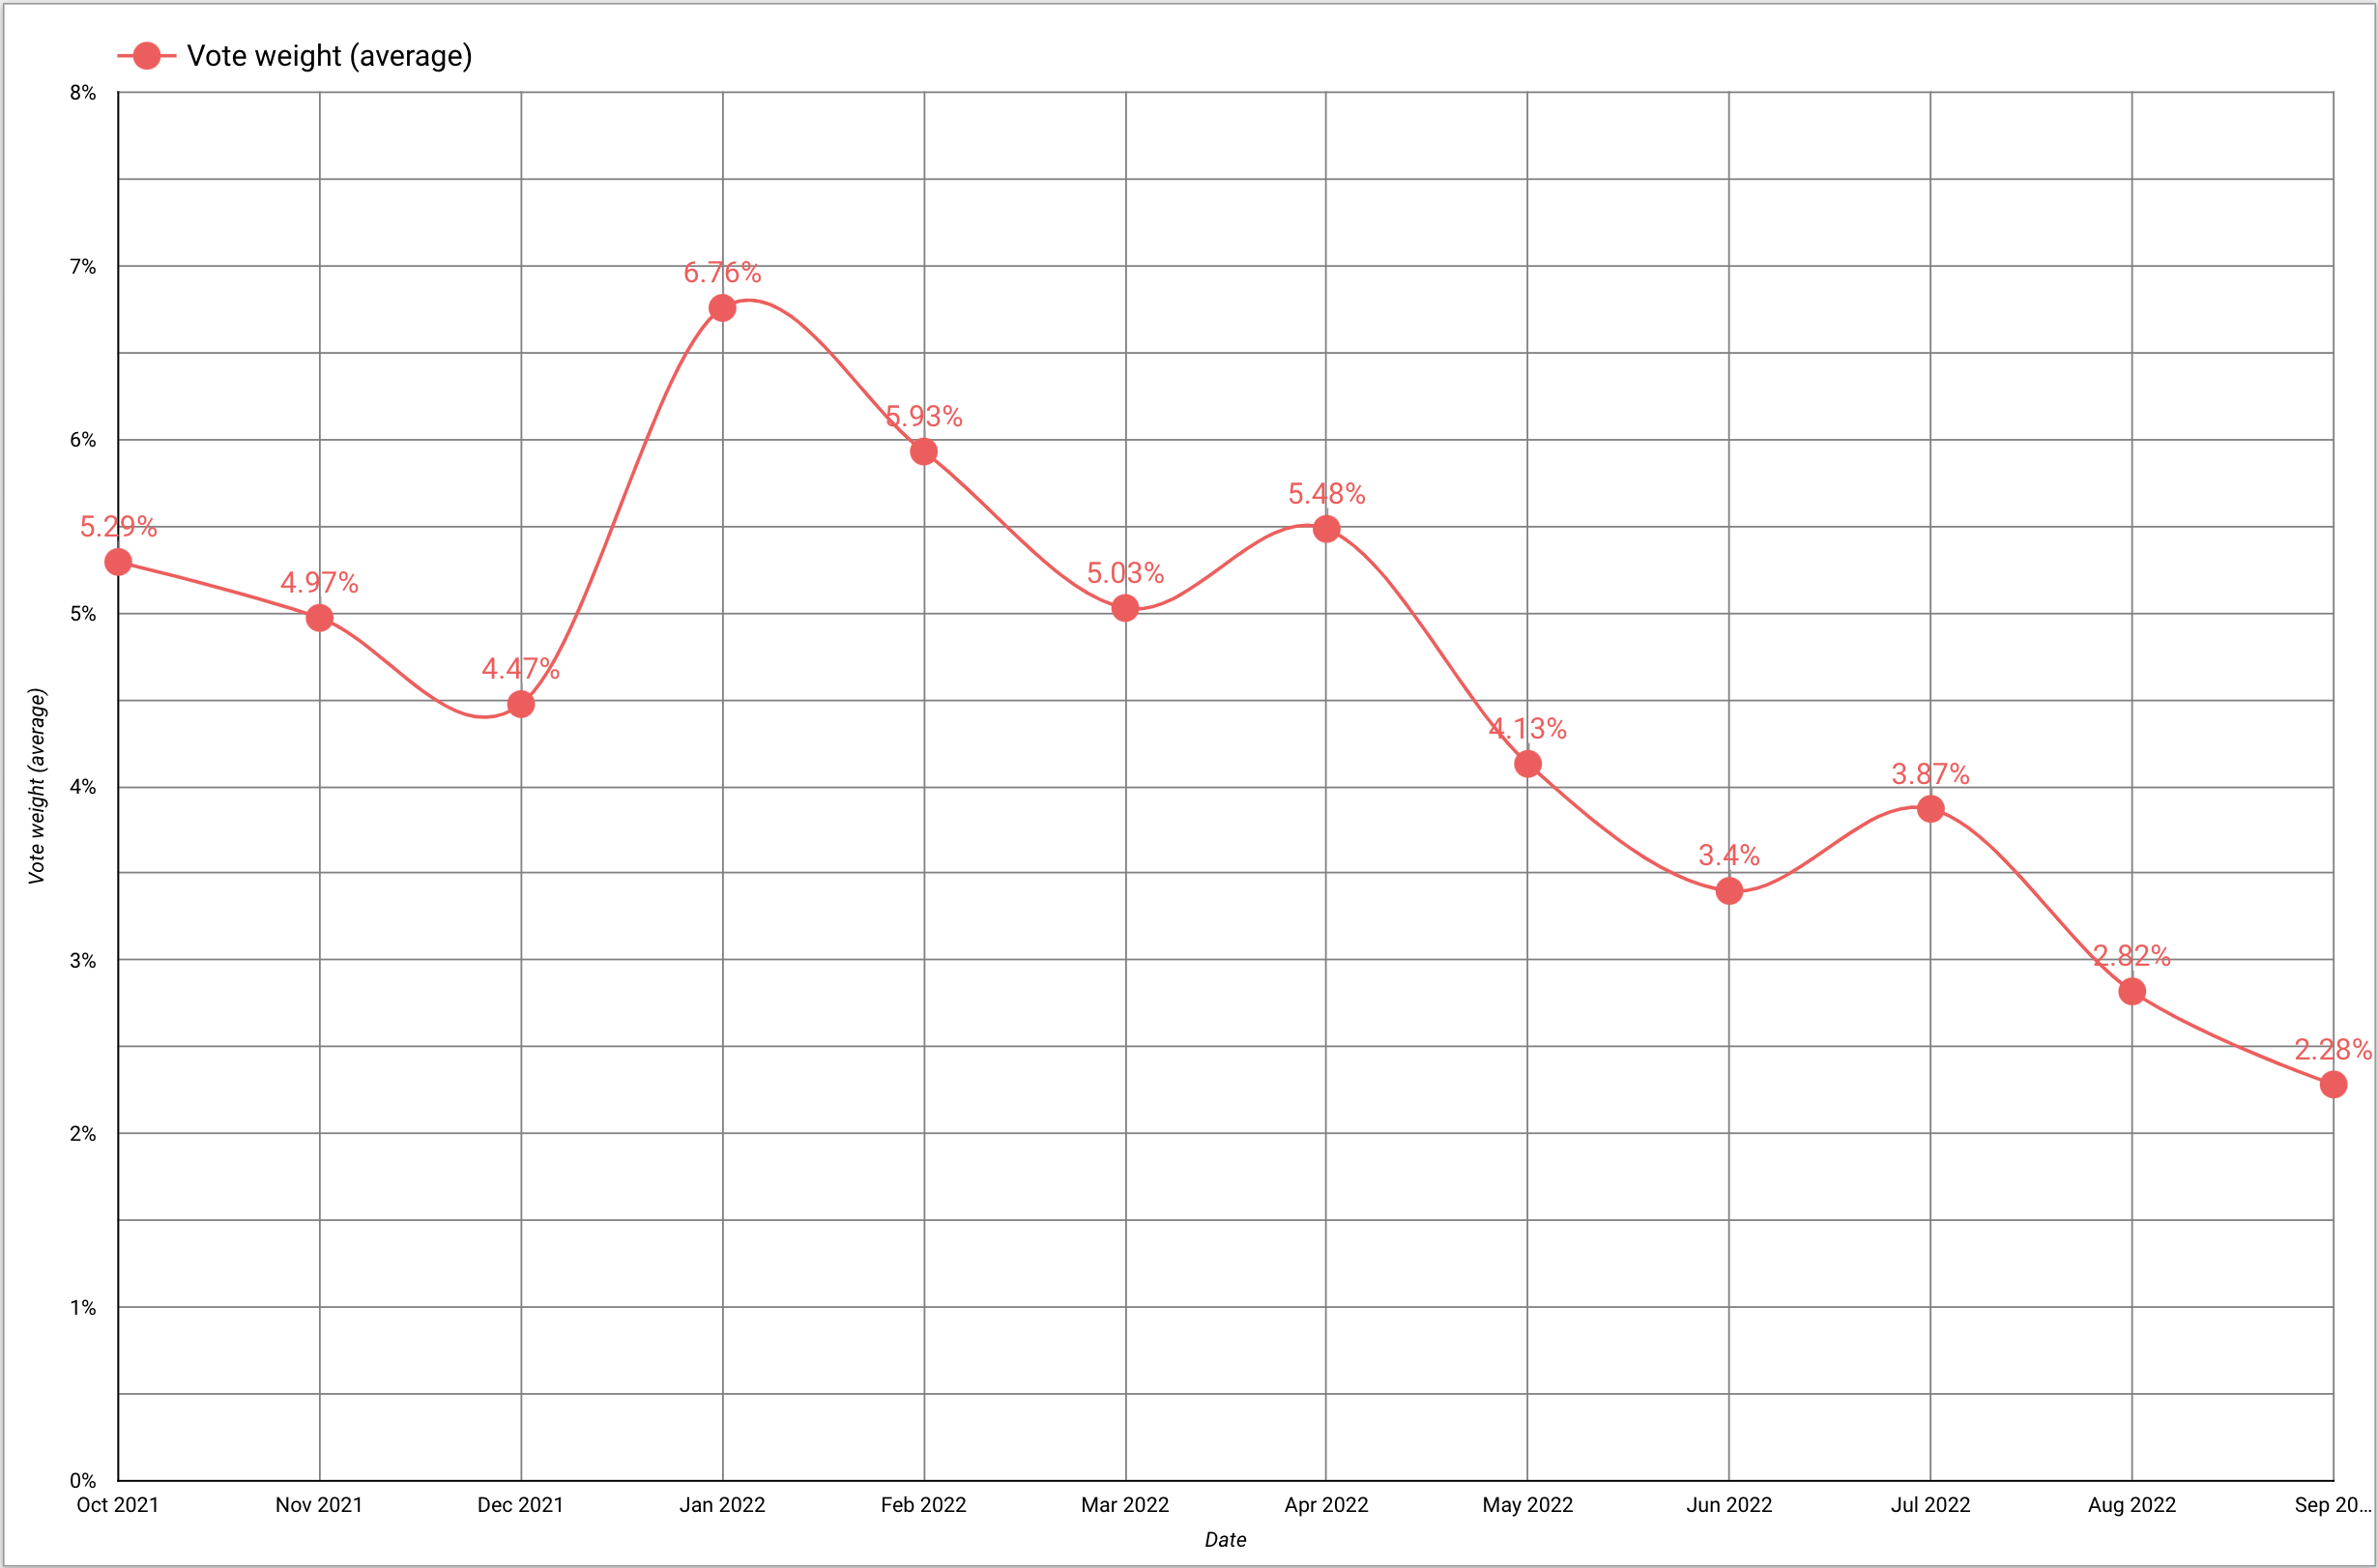 Vote weight (average)
8%
7%
6%
5%
4%
3%
2%
1%
0%
Vote weight (average)
5.29%
4.97%
4.47%
6.76%
5.93%
5.03%
5.48%
4.13%
3.4%
3.87%
2.82%
2.28%
Oct 2021
Nov 2021
Dec 2021
Jan 2022
Feb 2022
Mar 2022
Apr 2022
May 2022
Jun 2022
Jul 2022
Aug 2022
Sep 20...
Date